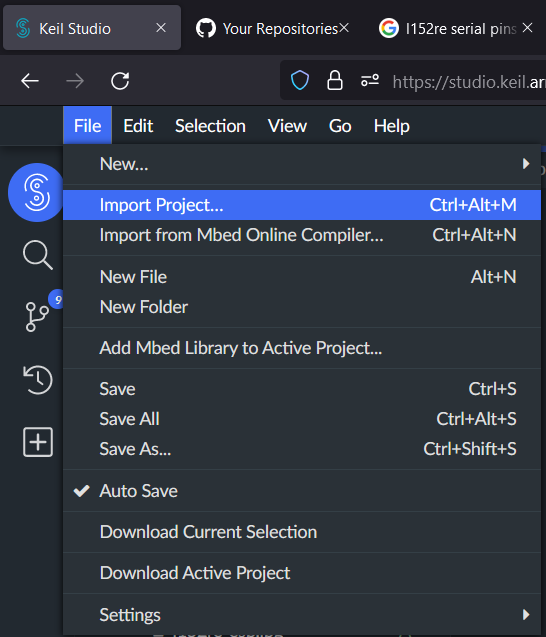 Keil Studio
Your Repositories
l152re serial pins
https://studio.keil.ar
File Edit Selection View Go Help
New...
Import Project... Ctrl+Alt+M
Import from Mbed Online Compiler... Ctrl+Alt+N
9
New File Alt+N
New Folder
Add Mbed Library to Active Project...
Save Ctrl+S
Save All Ctrl+Alt+S
Save As... Ctrl+Shift+S
Auto Save
Download Current Selection
Download Active Project
Settings